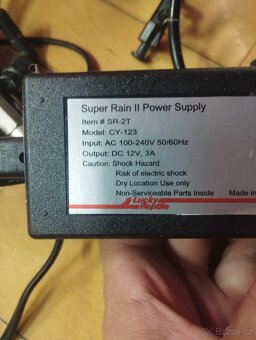 Super Rain II Power Supply
Item # SR-2T
Model: CY-123
Input: AC 100-240V 50/60Hz
Output: DC 12V, 3A
Caution: Shock Hazard
Risk of electric shock
Dry Location Use only
Non-Serviceable Parts Inside Made in
Lucky
Reptile